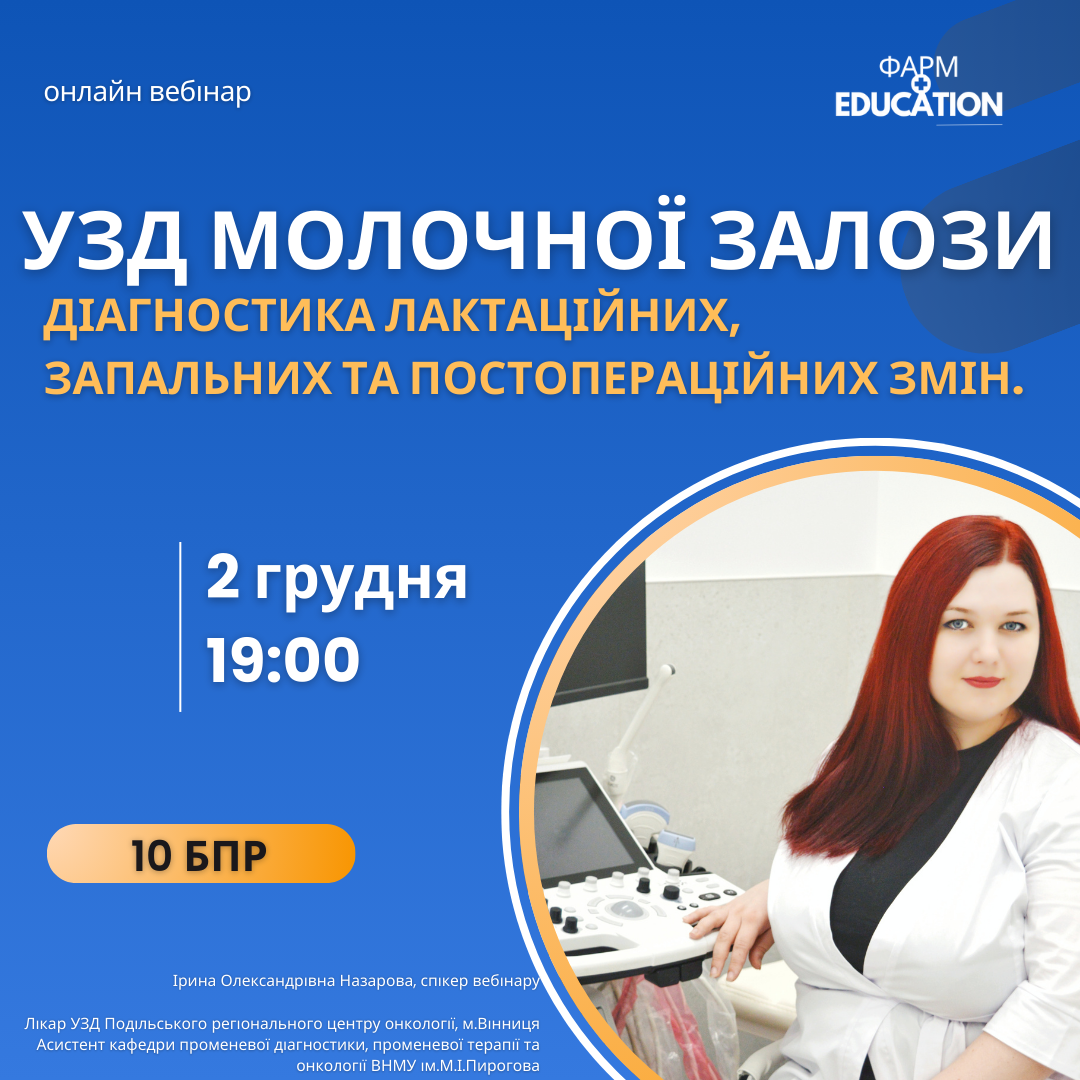 онлайн вебінар
ФАРМ
EDUCATION
УЗД МОЛОЧНОЇ ЗАЛОЗИ
ДІАГНОСТИКА ЛАКТАЦІЙНИХ,
ЗАПАЛЬНИХ ТА ПОСТОПЕРАЦІЙНИХ ЗМІН.
2 грудня
19:00
10 БПР
Ірина Олександрівна Назарова, спікер вебінару
Лікар УЗД Подільського регіонального центру онкології, м.Вінниця
Асистент кафедри променевої діагностики, променевої терапії та
онкології ВНМУ ім.М.І.Пирогова